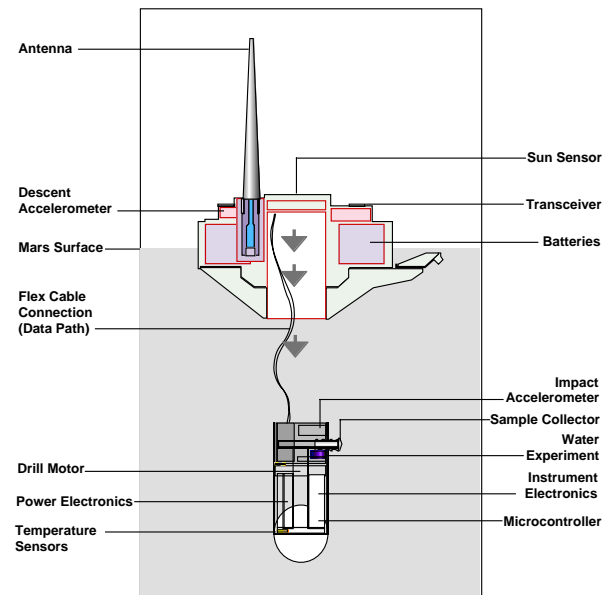 Antenna
Sun Sensor
Descent
Accelerometer
Transceiver
Mars Surface
Batteries
Flex Cable
Connection
(Data Path)
Impact
Accelerometer
Sample Collector
Water
Experiment
Drill Motor
Instrument
Electronics
Power Electronics
Microcontroller
Temperature
Sensors